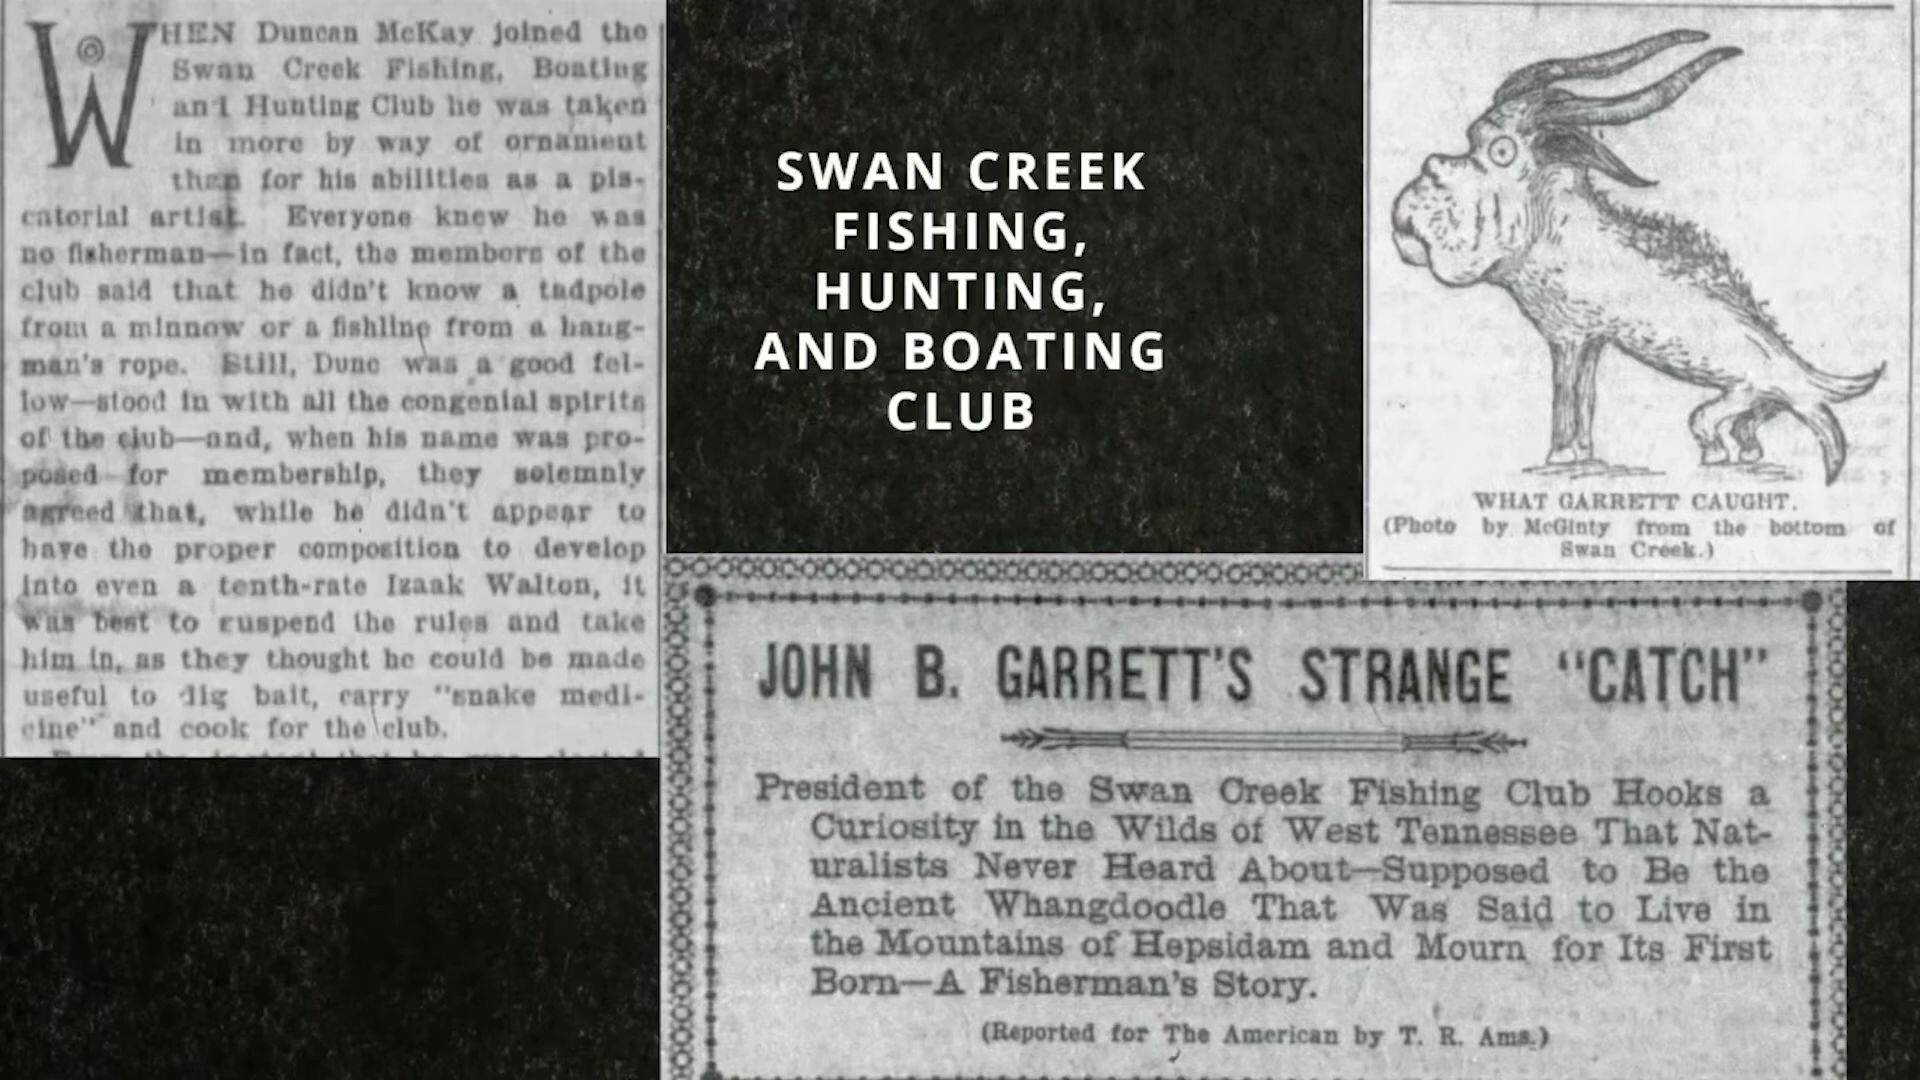 WHEN Duncan McKay joined the
Swan Creek Fishing, Boating
and Hunting Club he was taken
in more by way of ornament
than for his abilities as a pis-
catorial artist. Everyone knew he was
no fisherman—in fact, the members of the
club said that he didn't know a tadpole
from a minnow or a fishline from a hang-
man's rope. Still, Dunc was a good fel-
low—stood in with all the congenial spirits
of the club—and, when his name was pro-
posed for membership, they solemnly
agreed that, while he didn't appear to
have the proper composition to develop
into even a tenth-rate Izaak Walton, it
was best to suspend the rules and take
him in, as they thought he could be made
useful to dig bait, carry "snake medi-
cine" and cook for the club.
SWAN CREEK
FISHING,
HUNTING,
AND BOATING
CLUB
WHAT GARRETT CAUGHT.
(Photo by McGinty from the bottom of
Swan Creek.)
JOHN B. GARRETT'S STRANGE "CATCH"
President of the Swan Creek Fishing Club Hooks a
Curiosity in the Wilds of West Tennessee That Nat-
uralists Never Heard About—Supposed to Be the
Ancient Whangdoodle That Was Said to Live in
the Mountains of Hepsidam and Mourn for Its First
Born—A Fisherman's Story.
(Reported for The American by T. R. Ams.)